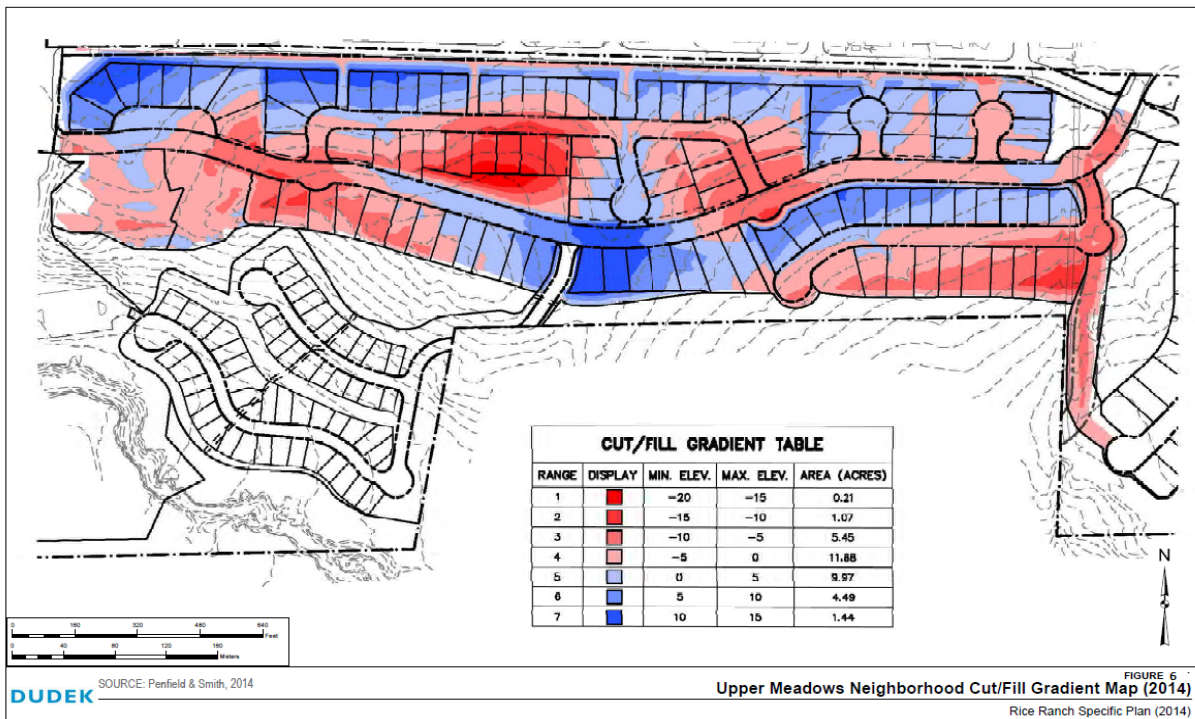 CUT/FILL GRADIENT TABLE
RANGE DISPLAY MIN. ELEV. MAX. ELEV. AREA (ACRES)
1 -20 -15 0.21
2 -15 -10 1.07
3 -10 -5 5.45
4 -5 0 11.88
5 0 5 9.97
6 5 10 4.49
7 10 15 1.44
N
0 160 320 480 640
Feet
0 40 80 120 160
Meters
DUDEK
SOURCE: Penfield & Smith, 2014
FIGURE 6
Upper Meadows Neighborhood Cut/Fill Gradient Map (2014)
Rice Ranch Specific Plan (2014)